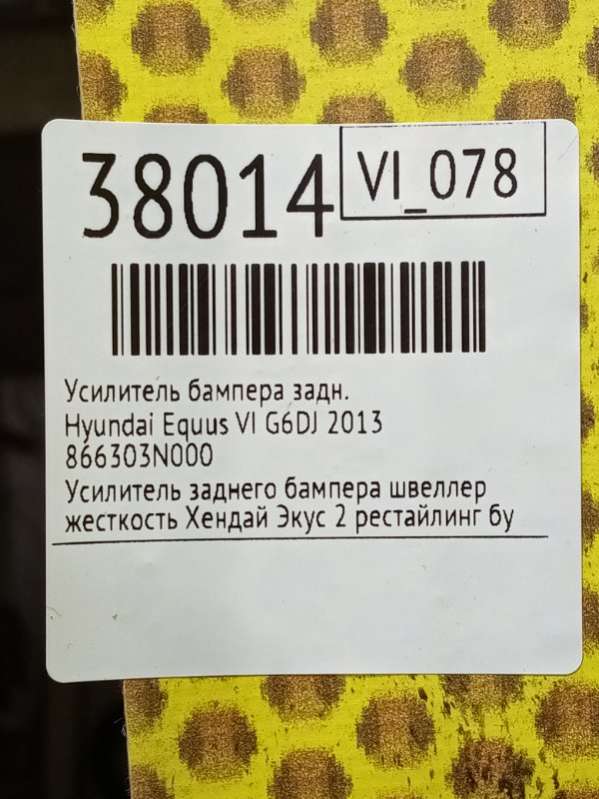 38014
VI_078
Усилитель бампера задн.
Hyundai Equus VI G6DJ 2013
866303N000
Усилитель заднего бампера швеллер
жесткость Хендай Экус 2 рестайлинг бу